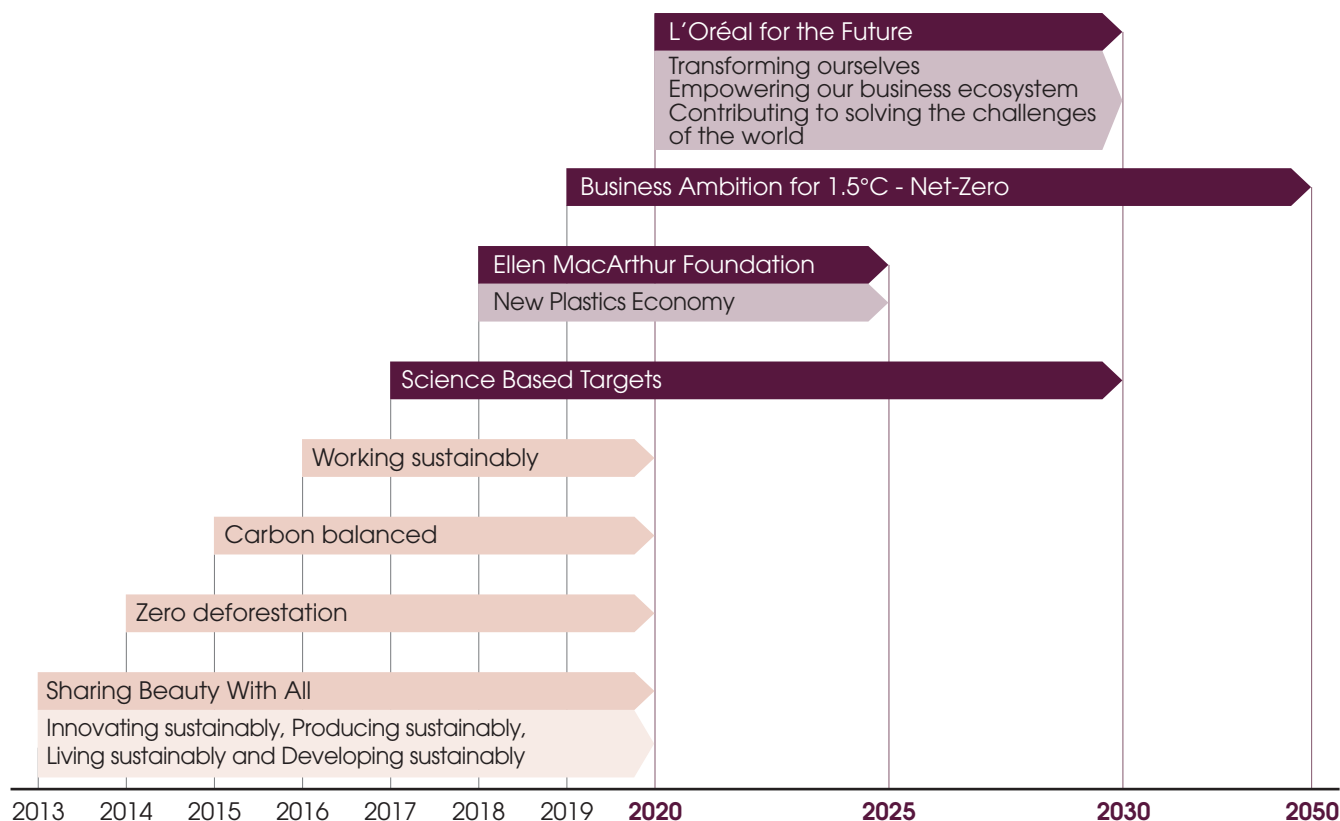 L'Oréal for the Future
Transforming ourselves
Empowering our business ecosystem
Contributing to solving the challenges
of the world
Business Ambition for 1.5°C - Net-Zero
Ellen MacArthur Foundation
New Plastics Economy
Science Based Targets
Working sustainably
Carbon balanced
Zero deforestation
Sharing Beauty With All
Innovating sustainably, Producing sustainably,
Living sustainably and Developing sustainably
2013 2014 2015 2016 2017 2018 2019 2020 2025 2030 2050